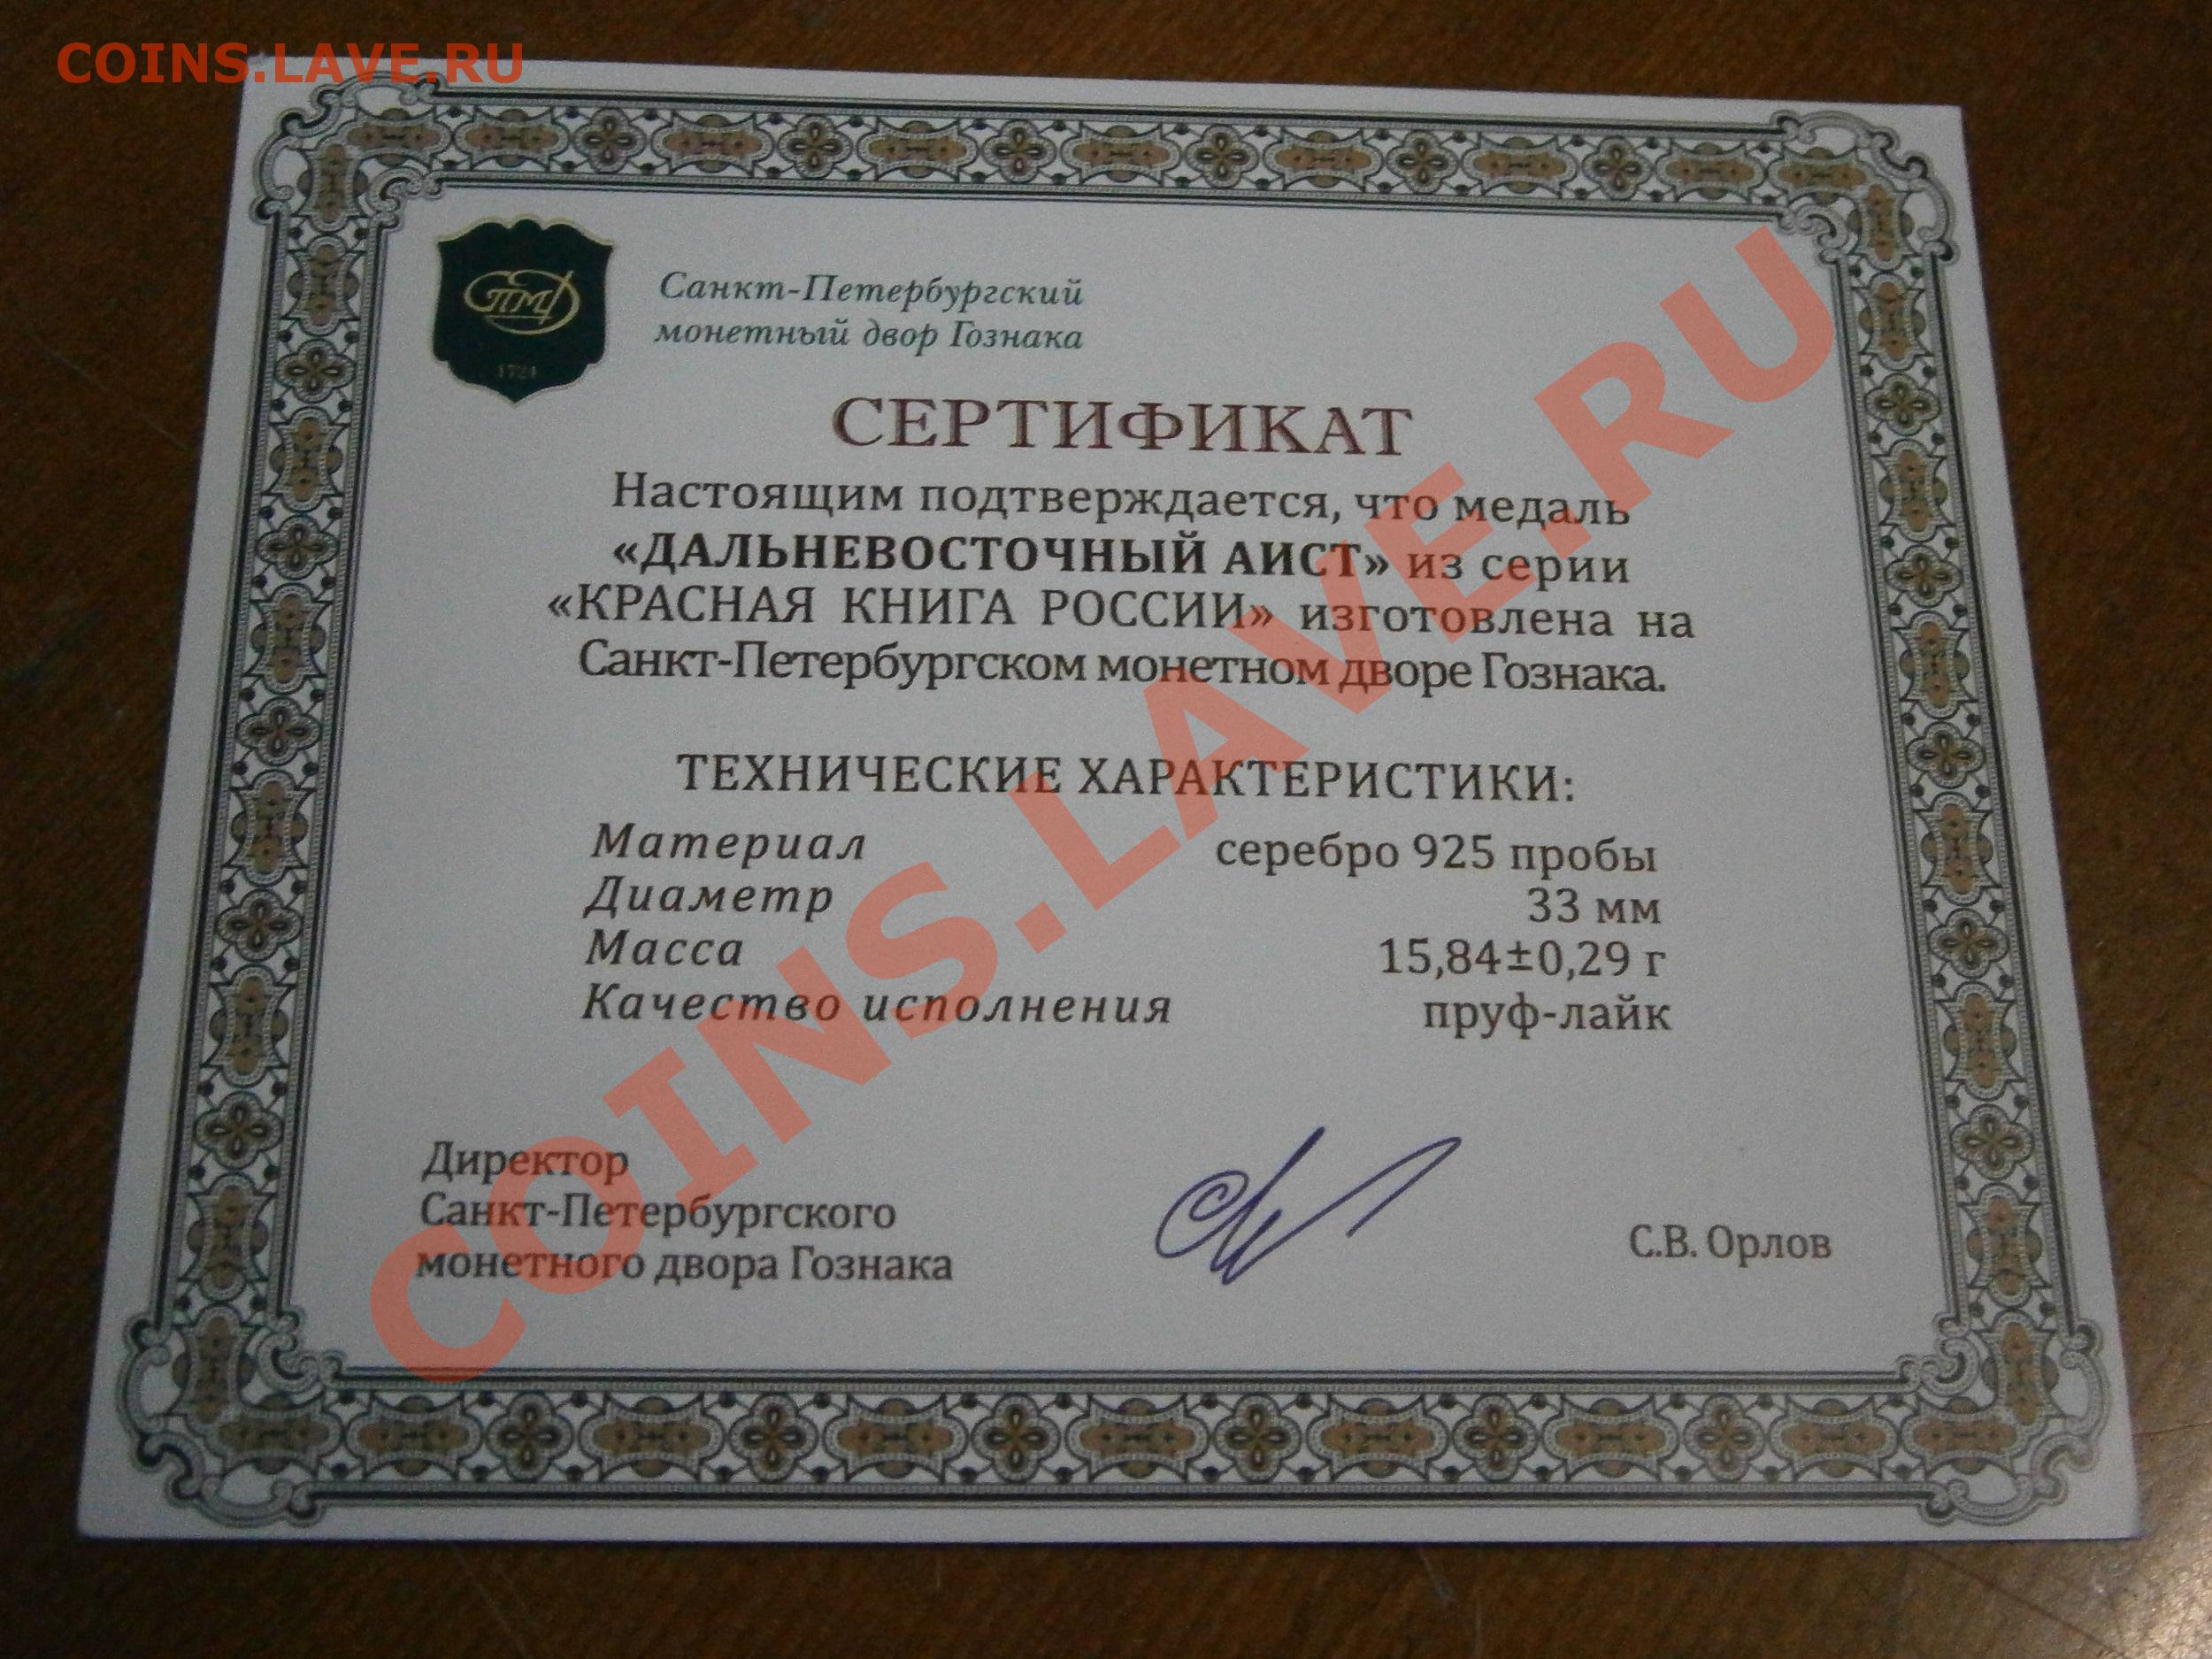 COINS.LAVE.RU
СПМД
1724
Санкт-Петербургский
монетный двор Гознака
СЕРТИФИКАТ
Настоящим подтверждается, что медаль
«ДАЛЬНЕВОСТОЧНЫЙ АИСТ» из серии
«КРАСНАЯ КНИГА РОССИИ» изготовлена на
Санкт-Петербургском монетном дворе Гознака.
ТЕХНИЧЕСКИЕ ХАРАКТЕРИСТИКИ:
Материал серебро 925 пробы
Диаметр 33 мм
Масса 15,84±0,29 г
Качество исполнения пруф-лайк
Директор
Санкт-Петербургского
монетного двора Гознака
С.В. Орлов
COINS.LAVE.RU